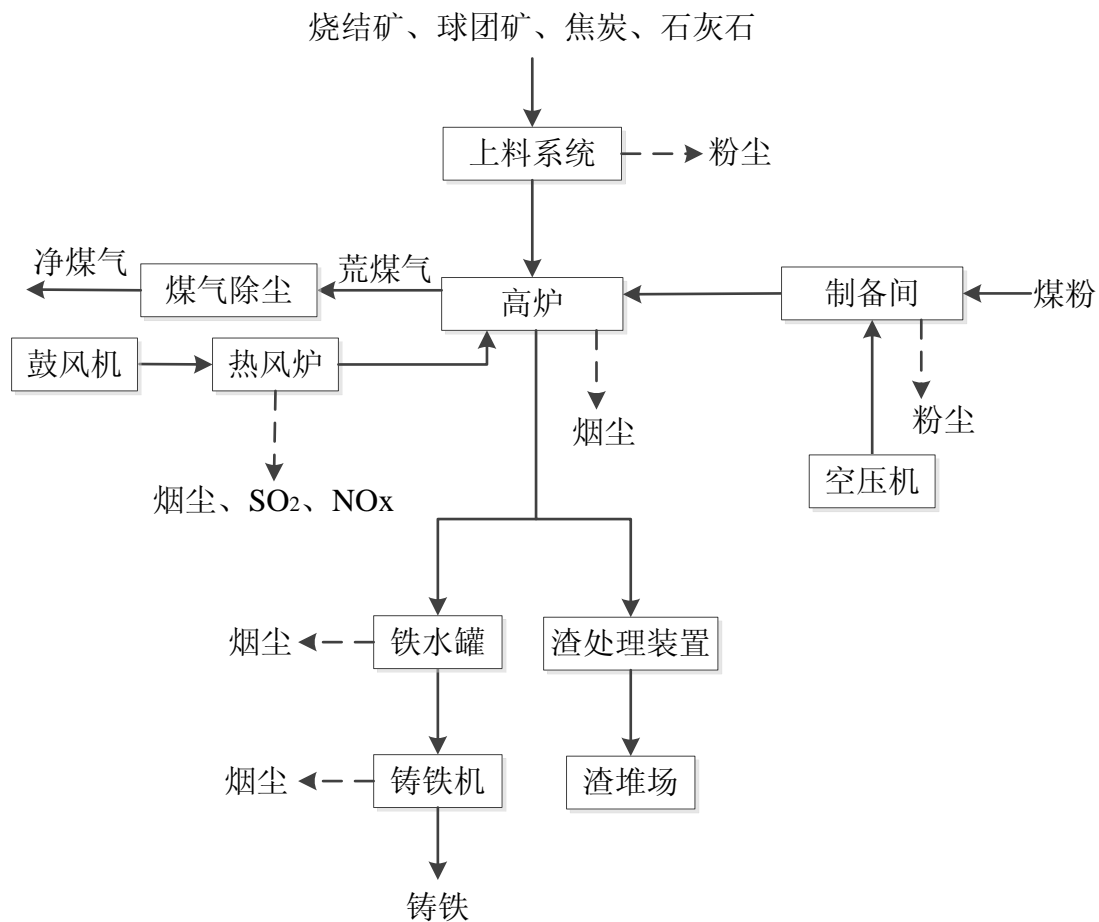 烧结矿、球团矿、焦炭、石灰石
上料系统
粉尘
净煤气
煤气除尘
荒煤气
高炉
制备间
煤粉
鼓风机
热风炉
烟尘
粉尘
烟尘、SO₂、NOx
空压机
烟尘
铁水罐
渣处理装置
烟尘
铸铁机
渣堆场
铸铁